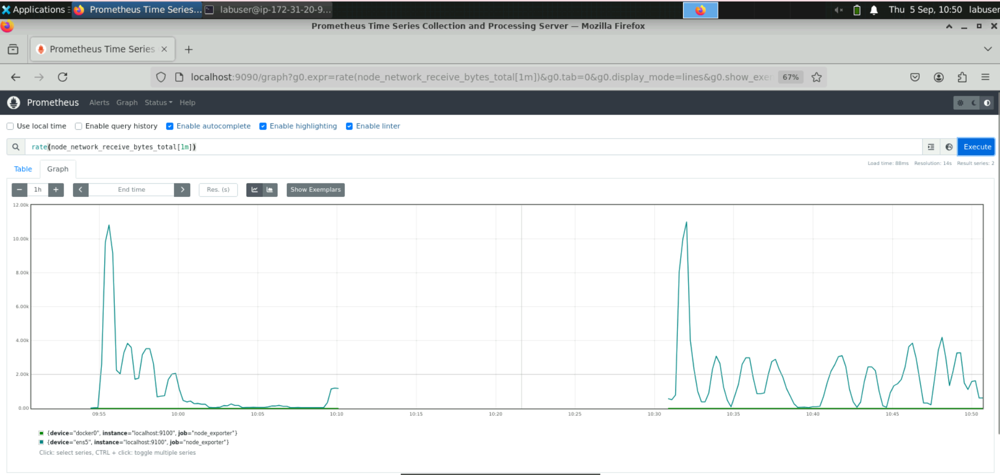 Applications
Prometheus Time Series...
labuser@ip-172-31-20-9...
Thu 5 Sep, 10:50 labuser
Prometheus Time Series Collection and Processing Server — Mozilla Firefox
Prometheus Time Series
localhost:9090/graph?g0.expr=rate(node_network_receive_bytes_total[1m])&g0.tab=0&g0.display_mode=lines&g0.show_exer
67%
Prometheus Alerts Graph Status Help
Use local time Enable query history Enable autocomplete Enable highlighting Enable linter
rate(node_network_receive_bytes_total[1m])
Execute
Table Graph
Load time: 88ms Resolution: 14s Result series: 2
− 1h + End time Res. (s) Show Exemplars
12.00k
10.00k
8.00k
6.00k
4.00k
2.00k
0.00
09:55 10:00 10:05 10:10 10:15 10:20 10:25 10:30 10:35 10:40 10:45 10:50
{device="docker0", instance="localhost:9100", job="node_exporter"}
{device="ens5", instance="localhost:9100", job="node_exporter"}
Click: select series, CTRL + click: toggle multiple series